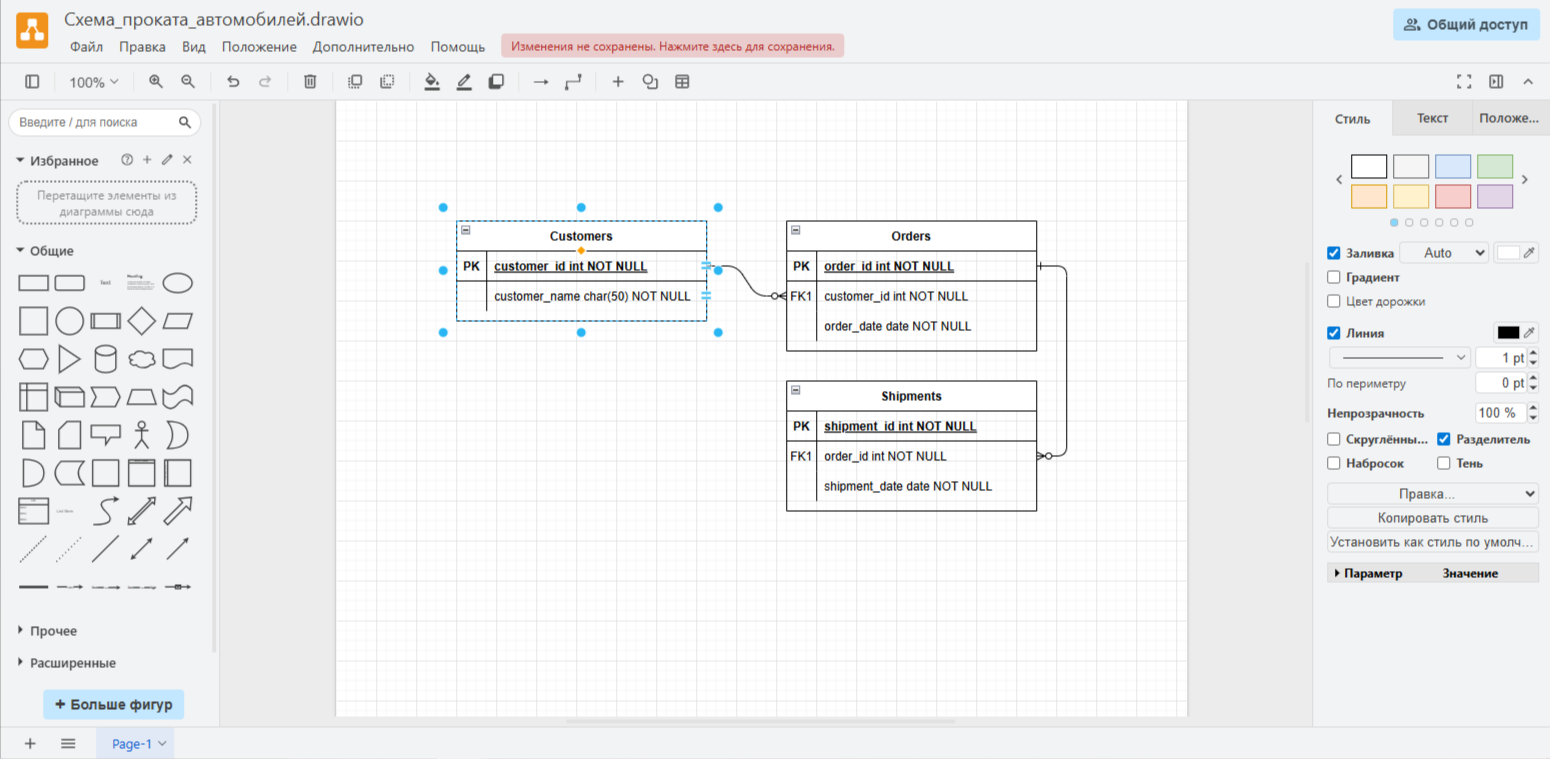 Схема_проката_автомобилей.drawio
Файл Правка Вид Положение Дополнительно Помощь
Изменения не сохранены. Нажмите здесь для сохранения.
Общий доступ
100%
Введите / для поиска
Избранное
Перетащите элементы из
диаграммы сюда
Общие
Text
Heading
List Item
Прочее
Расширенные
+ Больше фигур
Page-1
Customers
PK customer_id int NOT NULL
customer_name char(50) NOT NULL
Orders
PK order_id int NOT NULL
FK1 customer_id int NOT NULL
order_date date NOT NULL
Shipments
PK shipment_id int NOT NULL
FK1 order_id int NOT NULL
shipment_date date NOT NULL
Стиль Текст Положе...
Заливка Auto
Градиент
Цвет дорожки
Линия
1 pt
По периметру 0 pt
Непрозрачность 100 %
Скруглённы... Разделитель
Набросок Тень
Правка...
Копировать стиль
Установить как стиль по умолч...
Параметр Значение